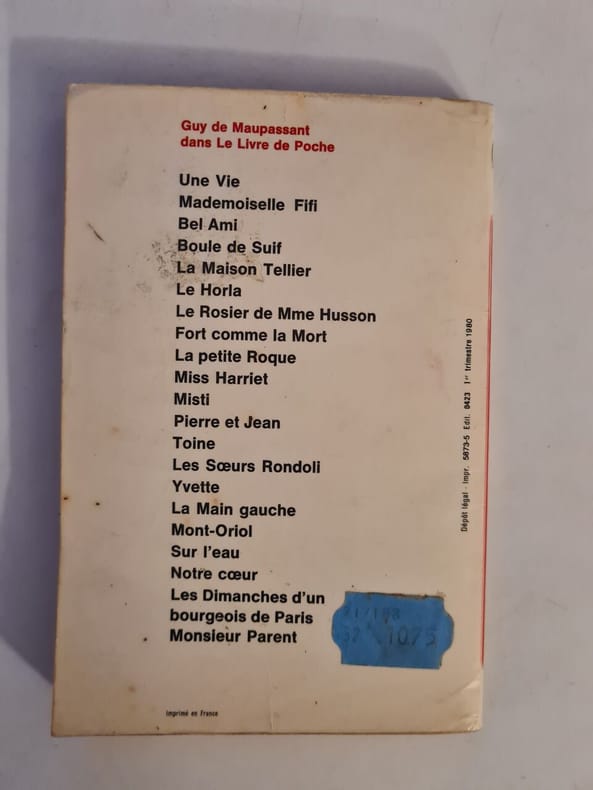 Guy de Maupassant
dans Le Livre de Poche
Une Vie
Mademoiselle Fifi
Bel Ami
Boule de Suif
La Maison Tellier
Le Horla
Le Rosier de Mme Husson
Fort comme la Mort
La petite Roque
Miss Harriet
Misti
Pierre et Jean
Toine
Les Sœurs Rondoli
Yvette
La Main gauche
Mont-Oriol
Sur l'eau
Notre cœur
Les Dimanches d'un
bourgeois de Paris
Monsieur Parent
Imprimé en France
Dépôt légal - Impr. 5873-5 Edit. 8423 1er trimestre 1980